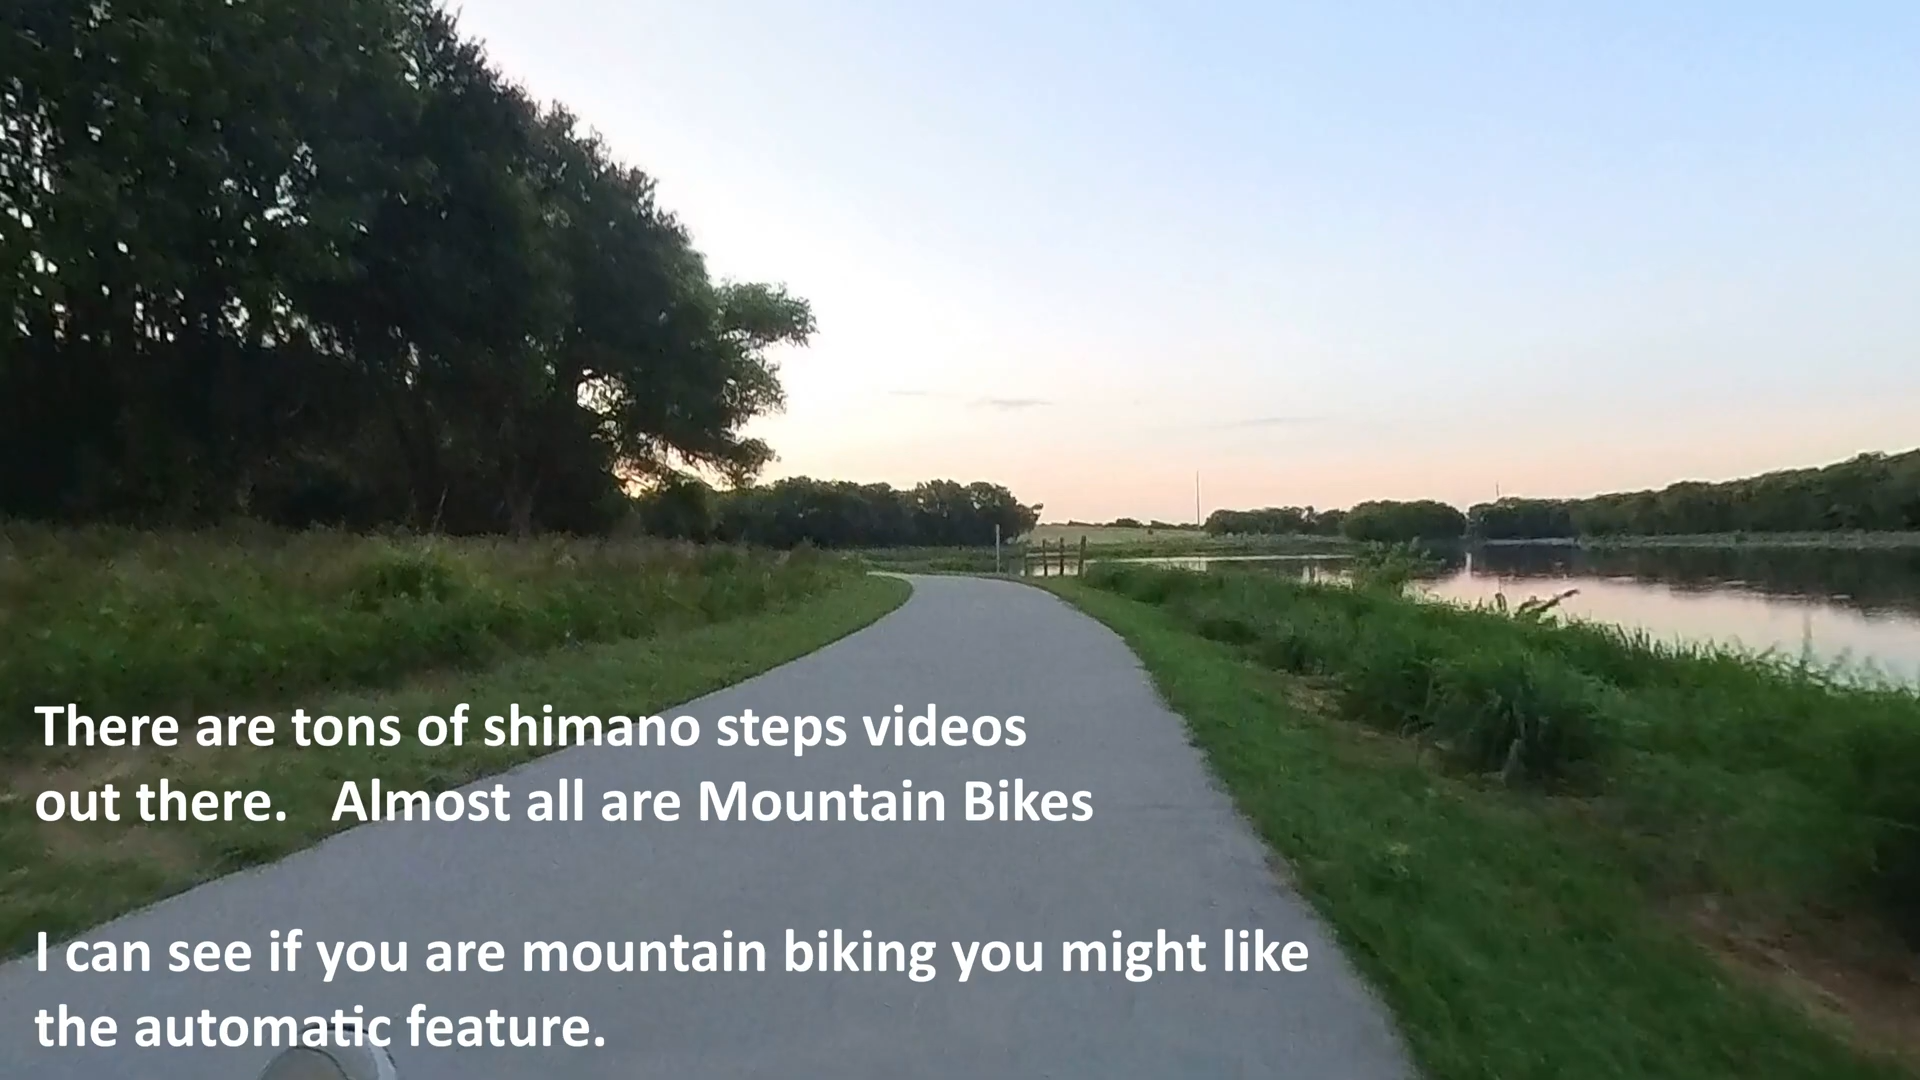 There are tons of shimano steps videos
out there.   Almost all are Mountain Bikes
I can see if you are mountain biking you might like
the automatic feature.